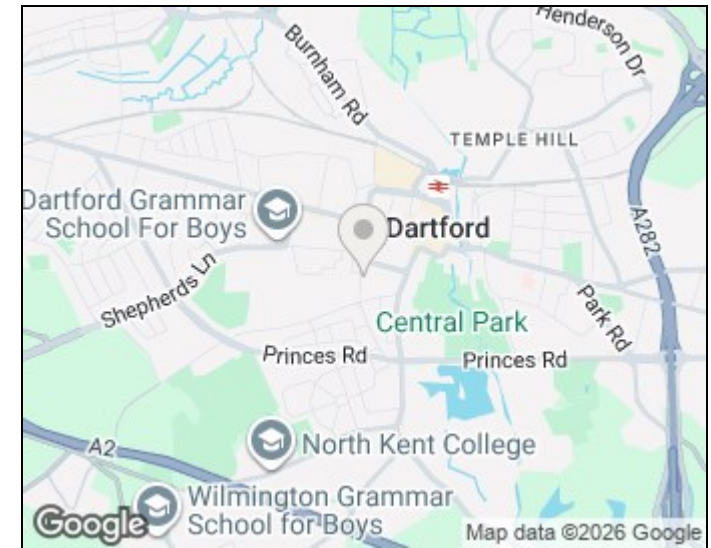 Henderson Dr
Burnham Rd
TEMPLE HILL
Dartford Grammar
School For Boys
Dartford
A282
Shepherds Ln
Park Rd
Central Park
Princes Rd
Princes Rd
A2
North Kent College
Wilmington Grammar
School for Boys
Google
Map data ©2026 Google